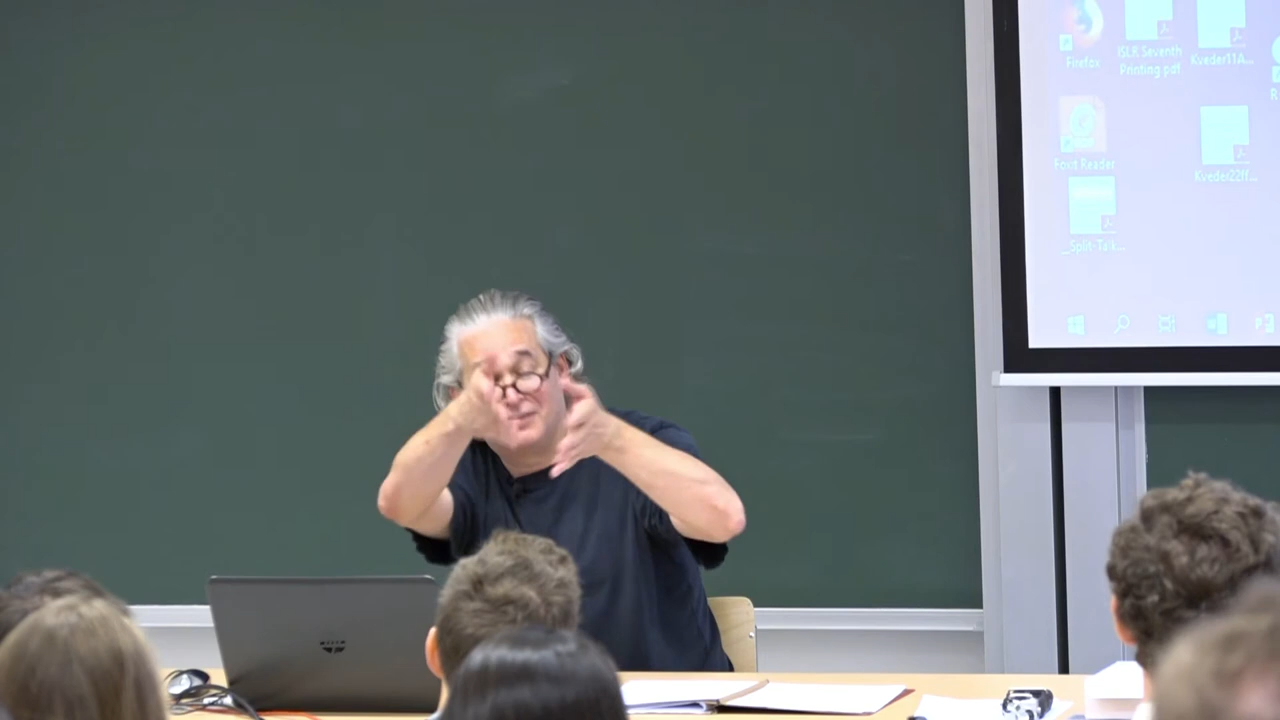 Firefox
ISLR Seventh
Printing.pdf
Kveder11A...
Foxit Reader
Kveder22ff...
_Split-Talk...